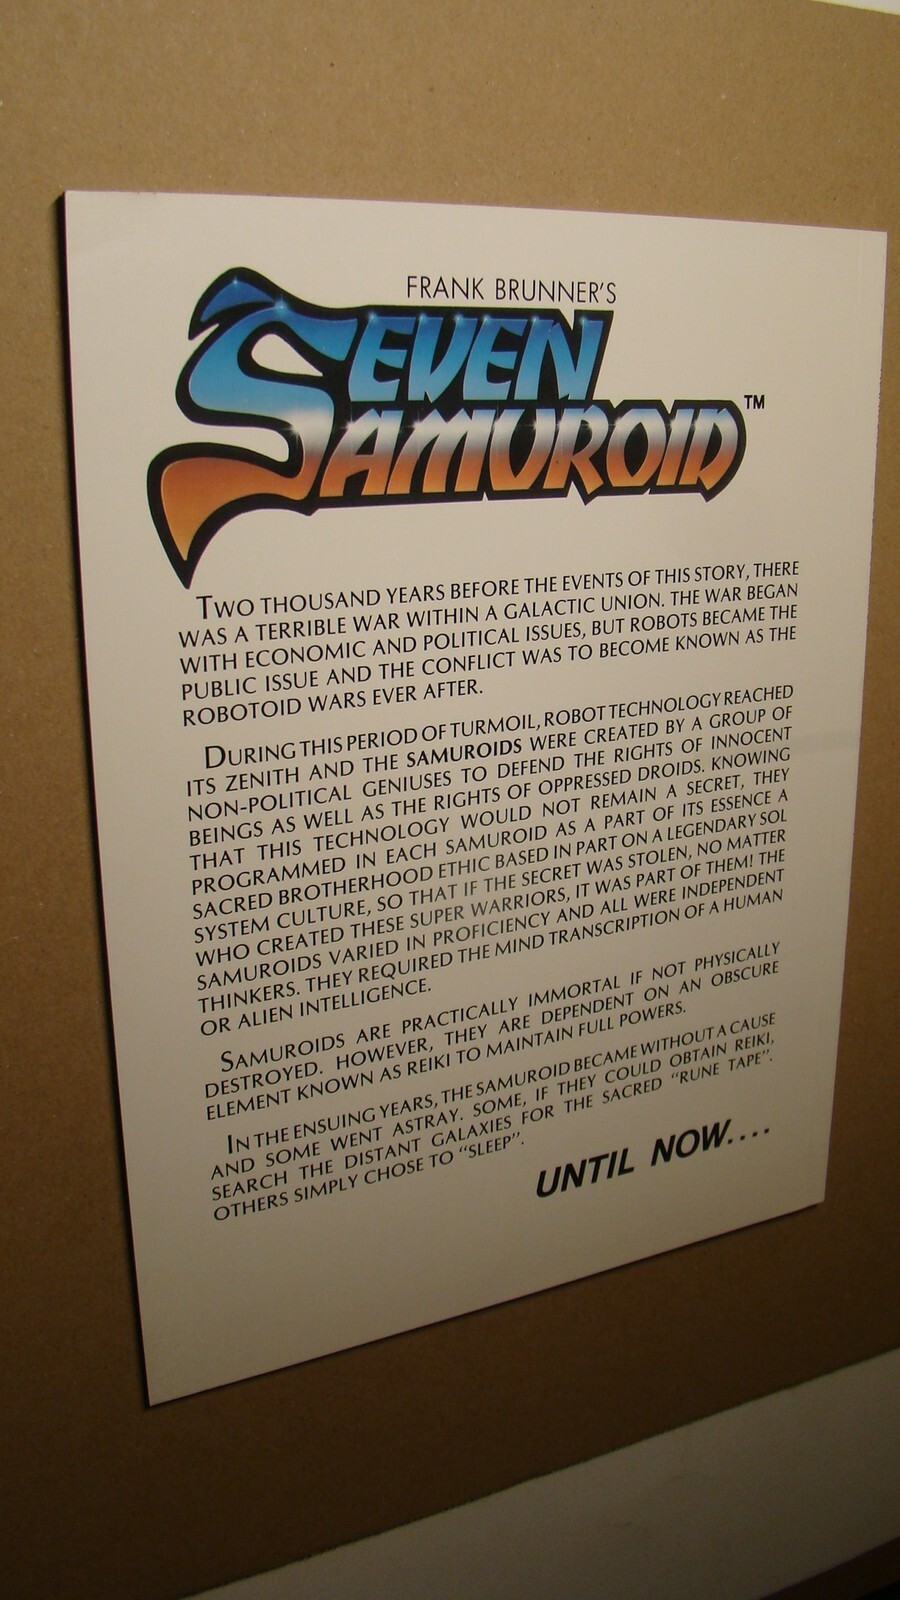 FRANK BRUNNER'S
SEVEN
SAMUROID™
TWO THOUSAND YEARS BEFORE THE EVENTS OF THIS STORY, THERE
WAS A TERRIBLE WAR WITHIN A GALACTIC UNION. THE WAR BEGAN
WITH ECONOMIC AND POLITICAL ISSUES, BUT ROBOTS BECAME THE
PUBLIC ISSUE AND THE CONFLICT WAS TO BECOME KNOWN AS THE
ROBOTOID WARS EVER AFTER.
DURING THIS PERIOD OF TURMOIL, ROBOT TECHNOLOGY REACHED
ITS ZENITH AND THE SAMUROIDS WERE CREATED BY A GROUP OF
NON-POLITICAL GENIUSES TO DEFEND THE RIGHTS OF INNOCENT
BEINGS AS WELL AS THE RIGHTS OF OPPRESSED DROIDS. KNOWING
THAT THIS TECHNOLOGY WOULD NOT REMAIN A SECRET, THEY
PROGRAMMED IN EACH SAMUROID AS A PART OF ITS ESSENCE A
SACRED BROTHERHOOD ETHIC BASED IN PART ON A LEGENDARY SOL
SYSTEM CULTURE, SO THAT IF THE SECRET WAS STOLEN, NO MATTER
WHO CREATED THESE SUPER WARRIORS, IT WAS PART OF THEM! THE
SAMUROIDS VARIED IN PROFICIENCY AND ALL WERE INDEPENDENT
THINKERS. THEY REQUIRED THE MIND TRANSCRIPTION OF A HUMAN
OR ALIEN INTELLIGENCE.
SAMUROIDS ARE PRACTICALLY IMMORTAL IF NOT PHYSICALLY
DESTROYED. HOWEVER, THEY ARE DEPENDENT ON AN OBSCURE
ELEMENT KNOWN AS REIKI TO MAINTAIN FULL POWERS.
IN THE ENSUING YEARS, THE SAMUROID BECAME WITHOUT A CAUSE
AND SOME WENT ASTRAY. SOME, IF THEY COULD OBTAIN REIKI,
SEARCH THE DISTANT GALAXIES FOR THE SACRED "RUNE TAPE".
OTHERS SIMPLY CHOSE TO "SLEEP".
UNTIL NOW....